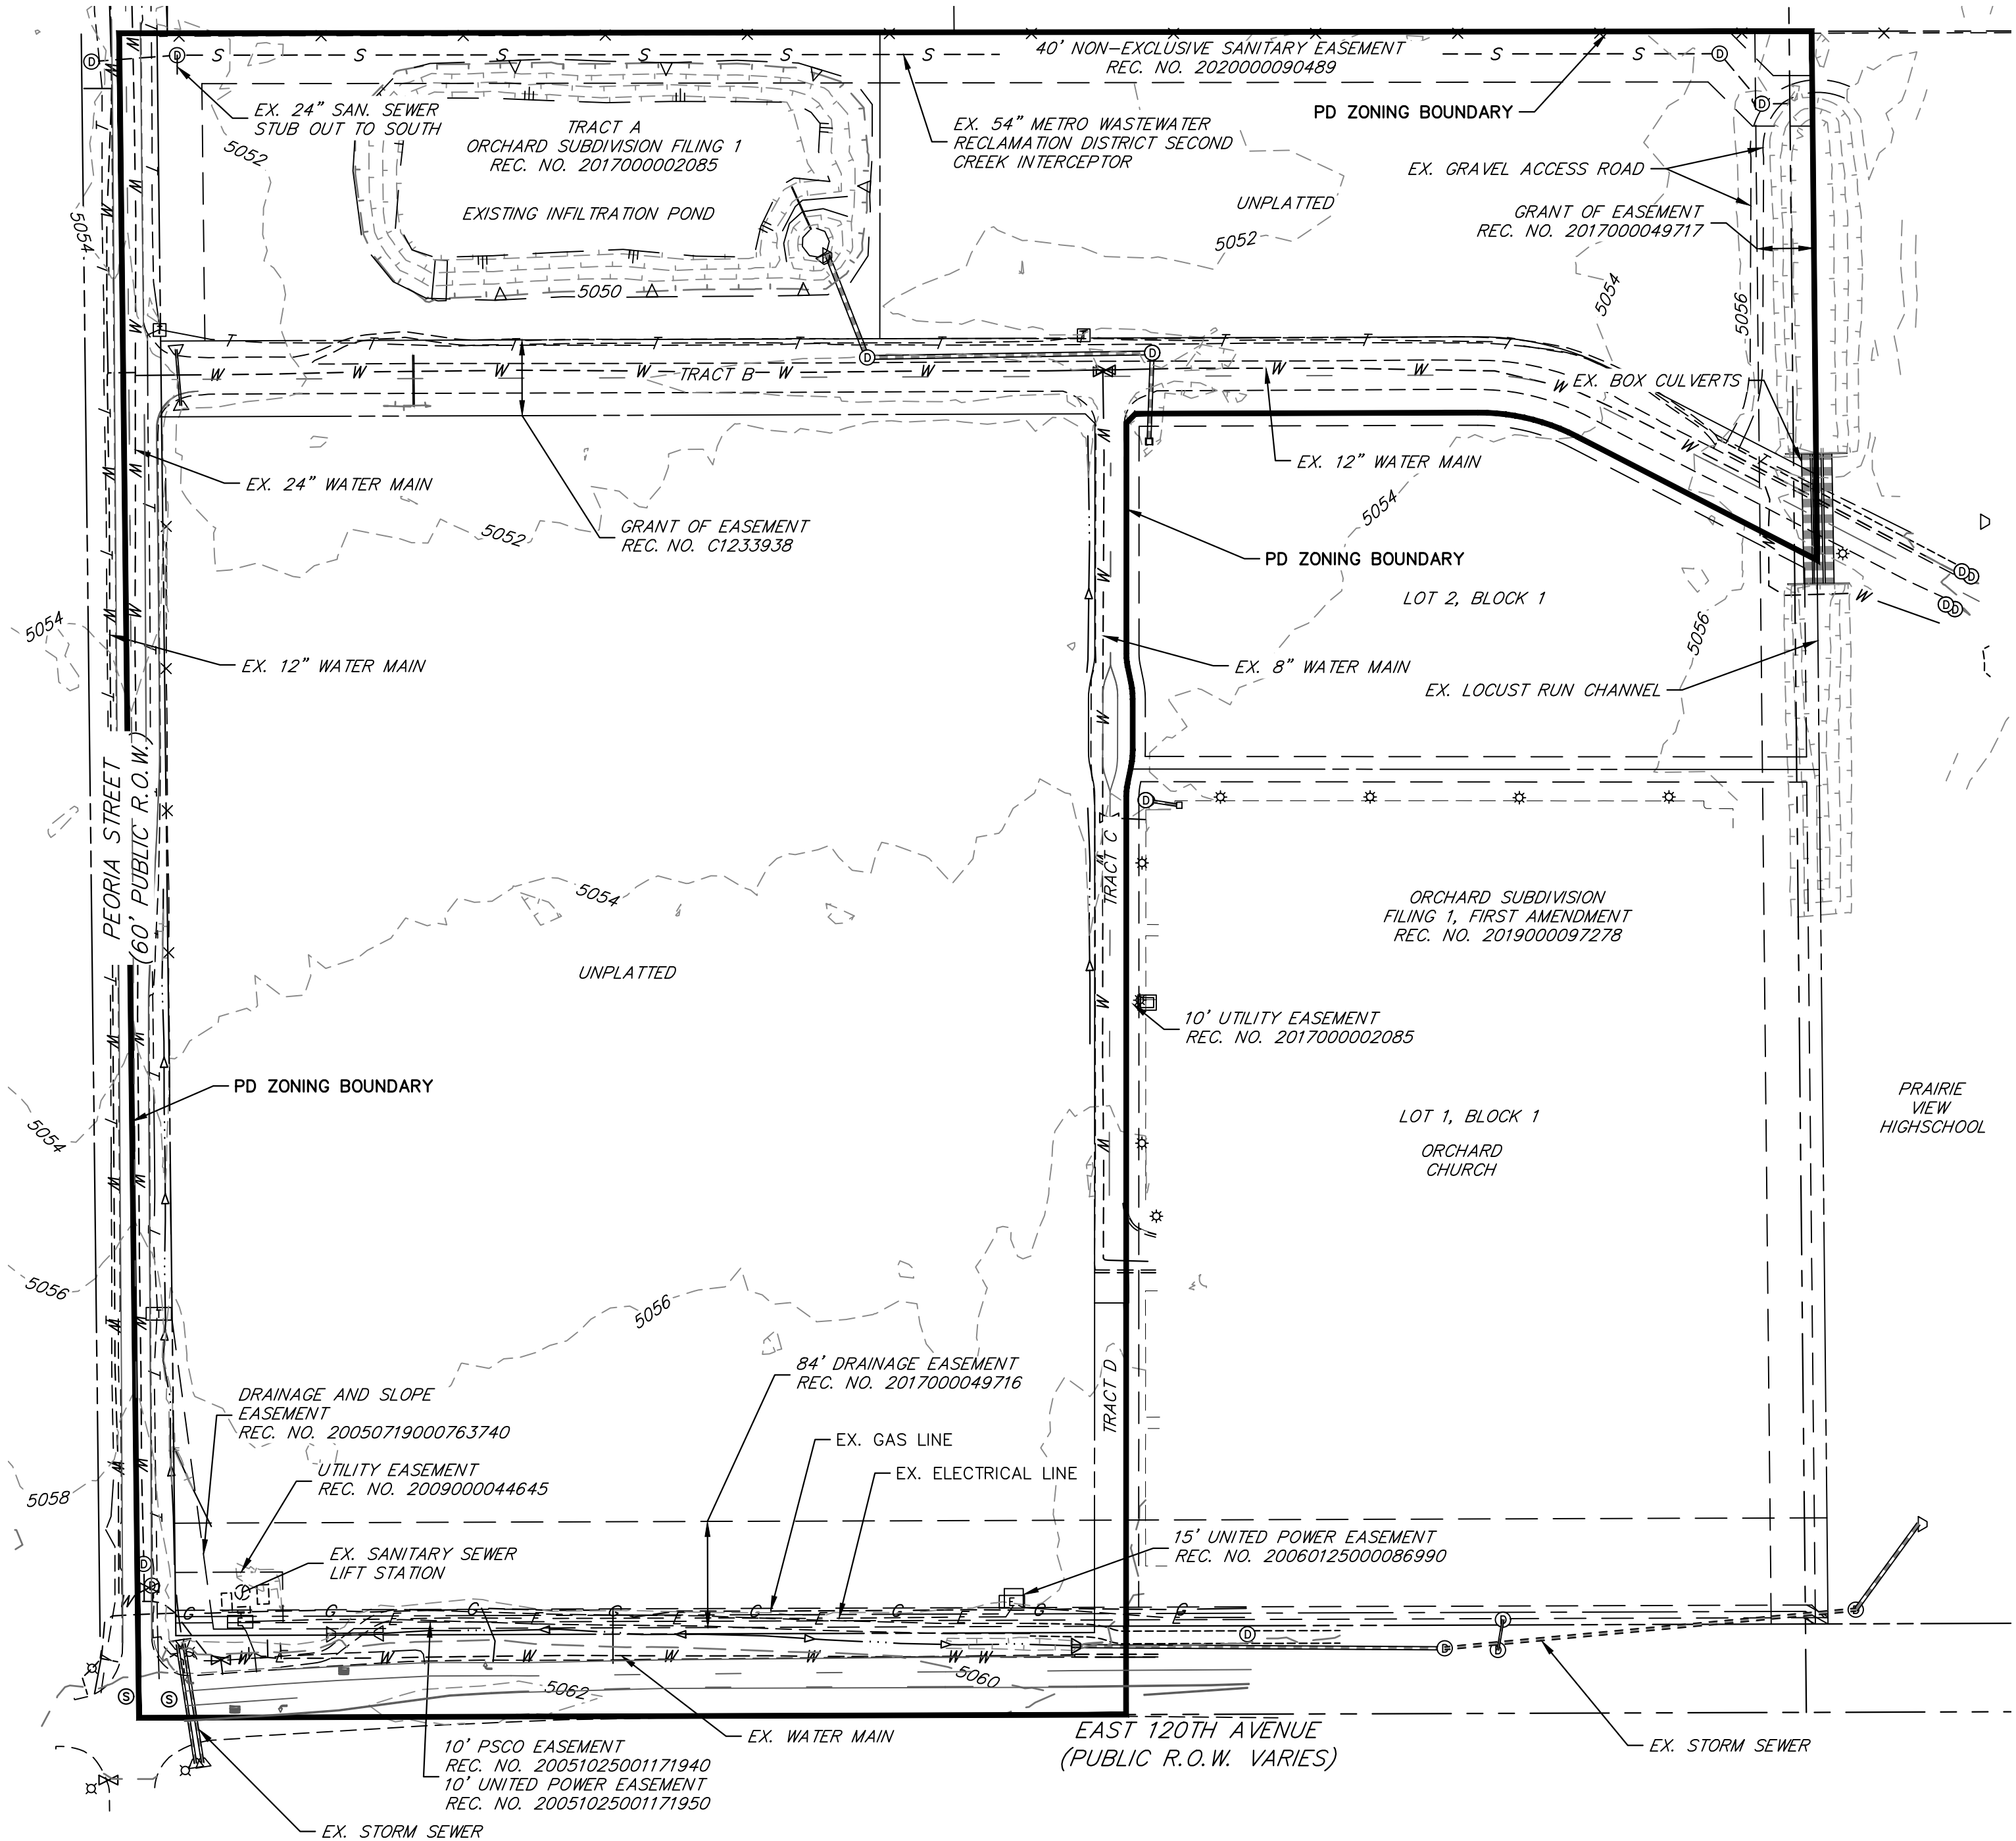 40' NON-EXCLUSIVE SANITARY EASEMENT
REC. NO. 2020000090489
EX. 24" SAN. SEWER
STUB OUT TO SOUTH
TRACT A
ORCHARD SUBDIVISION FILING 1
REC. NO. 2017000002085
EXISTING INFILTRATION POND
EX. 54" METRO WASTEWATER
RECLAMATION DISTRICT SECOND
CREEK INTERCEPTOR
PD ZONING BOUNDARY
EX. GRAVEL ACCESS ROAD
GRANT OF EASEMENT
REC. NO. 2017000049717
UNPLATTED
5052
5052
5054
5050
5054
5056
TRACT B
EX. BOX CULVERTS
EX. 24" WATER MAIN
EX. 12" WATER MAIN
5052
GRANT OF EASEMENT
REC. NO. C1233938
5054
PD ZONING BOUNDARY
LOT 2, BLOCK 1
5054
5056
EX. 12" WATER MAIN
EX. 8" WATER MAIN
EX. LOCUST RUN CHANNEL
PEORIA STREET
(60' PUBLIC R.O.W.)
TRACT C
5054
ORCHARD SUBDIVISION
FILING 1, FIRST AMENDMENT
REC. NO. 2019000097278
UNPLATTED
10' UTILITY EASEMENT
REC. NO. 2017000002085
PD ZONING BOUNDARY
5054
LOT 1, BLOCK 1
ORCHARD
CHURCH
PRAIRIE
VIEW
HIGHSCHOOL
5056
5056
84' DRAINAGE EASEMENT
REC. NO. 2017000049716
TRACT D
DRAINAGE AND SLOPE
EASEMENT
REC. NO. 20050719000763740
EX. GAS LINE
EX. ELECTRICAL LINE
UTILITY EASEMENT
REC. NO. 2009000044645
5058
EX. SANITARY SEWER
LIFT STATION
15' UNITED POWER EASEMENT
REC. NO. 20060125000086990
5060
5062
EX. WATER MAIN
EAST 120TH AVENUE
(PUBLIC R.O.W. VARIES)
EX. STORM SEWER
10' PSCO EASEMENT
REC. NO. 20051025001171940
10' UNITED POWER EASEMENT
REC. NO. 20051025001171950
EX. STORM SEWER